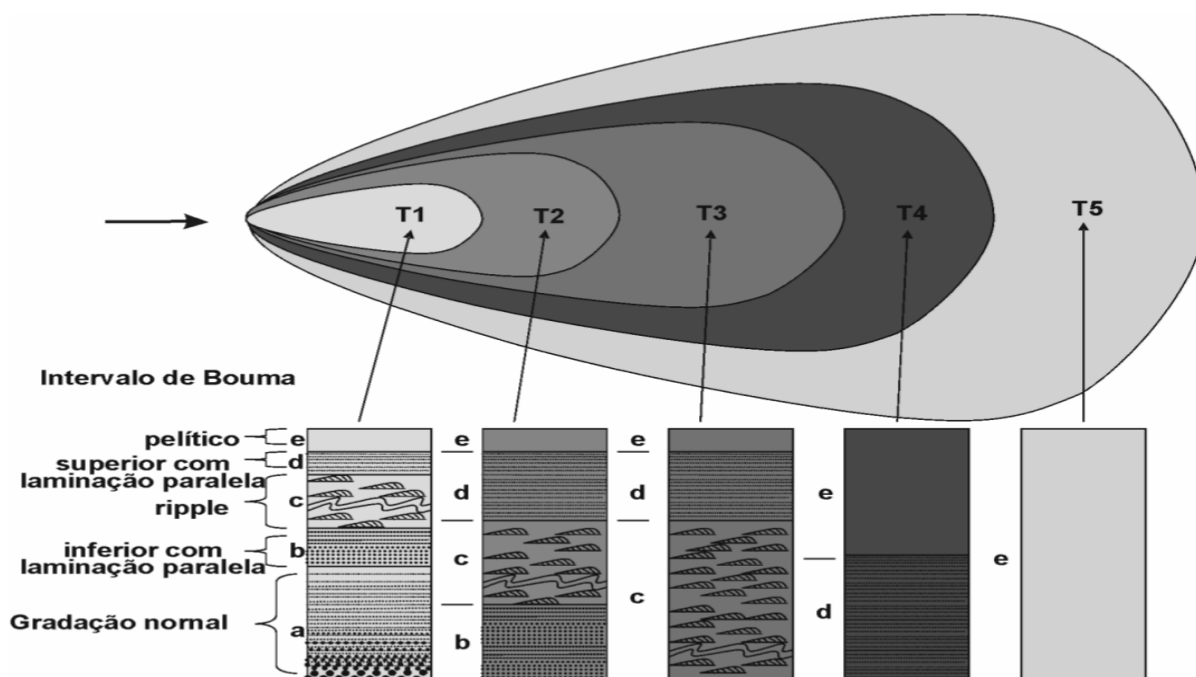 T1
T2
T3
T4
T5
Intervalo de Bouma
pelítico
superior com
laminação paralela
ripple
inferior com
laminação paralela
Gradação normal
e
d
c
b
a
e
d
c
b
e
d
c
e
d
e